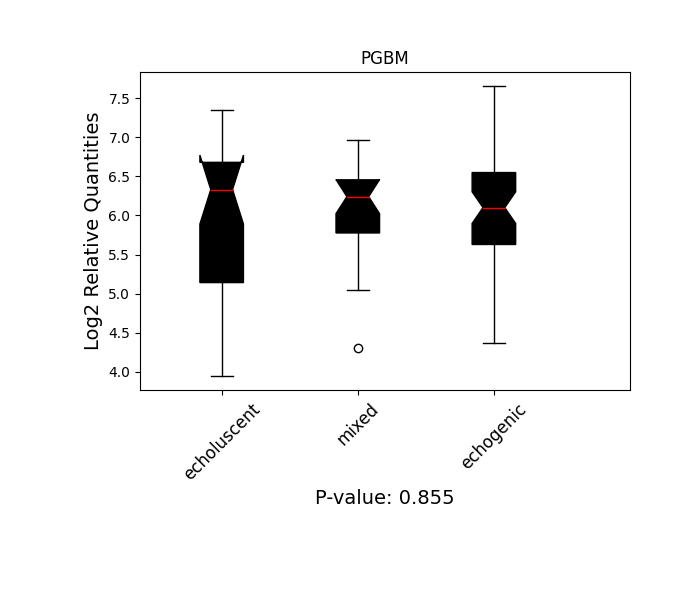 PGBM
Log2 Relative Quantities
7.5
7.0
6.5
6.0
5.5
5.0
4.5
4.0
echoluscent
mixed
echogenic
P-value: 0.855